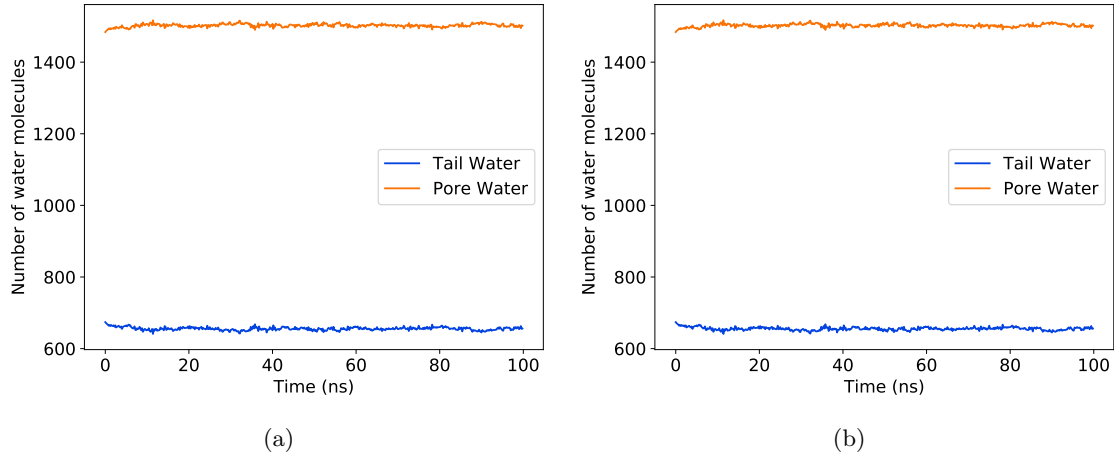 Number of water molecules
1400
1200
1000
800
600
Tail Water
Pore Water
0 20 40 60 80 100
Time (ns)
(a)
Number of water molecules
1400
1200
1000
800
600
Tail Water
Pore Water
0 20 40 60 80 100
Time (ns)
(b)